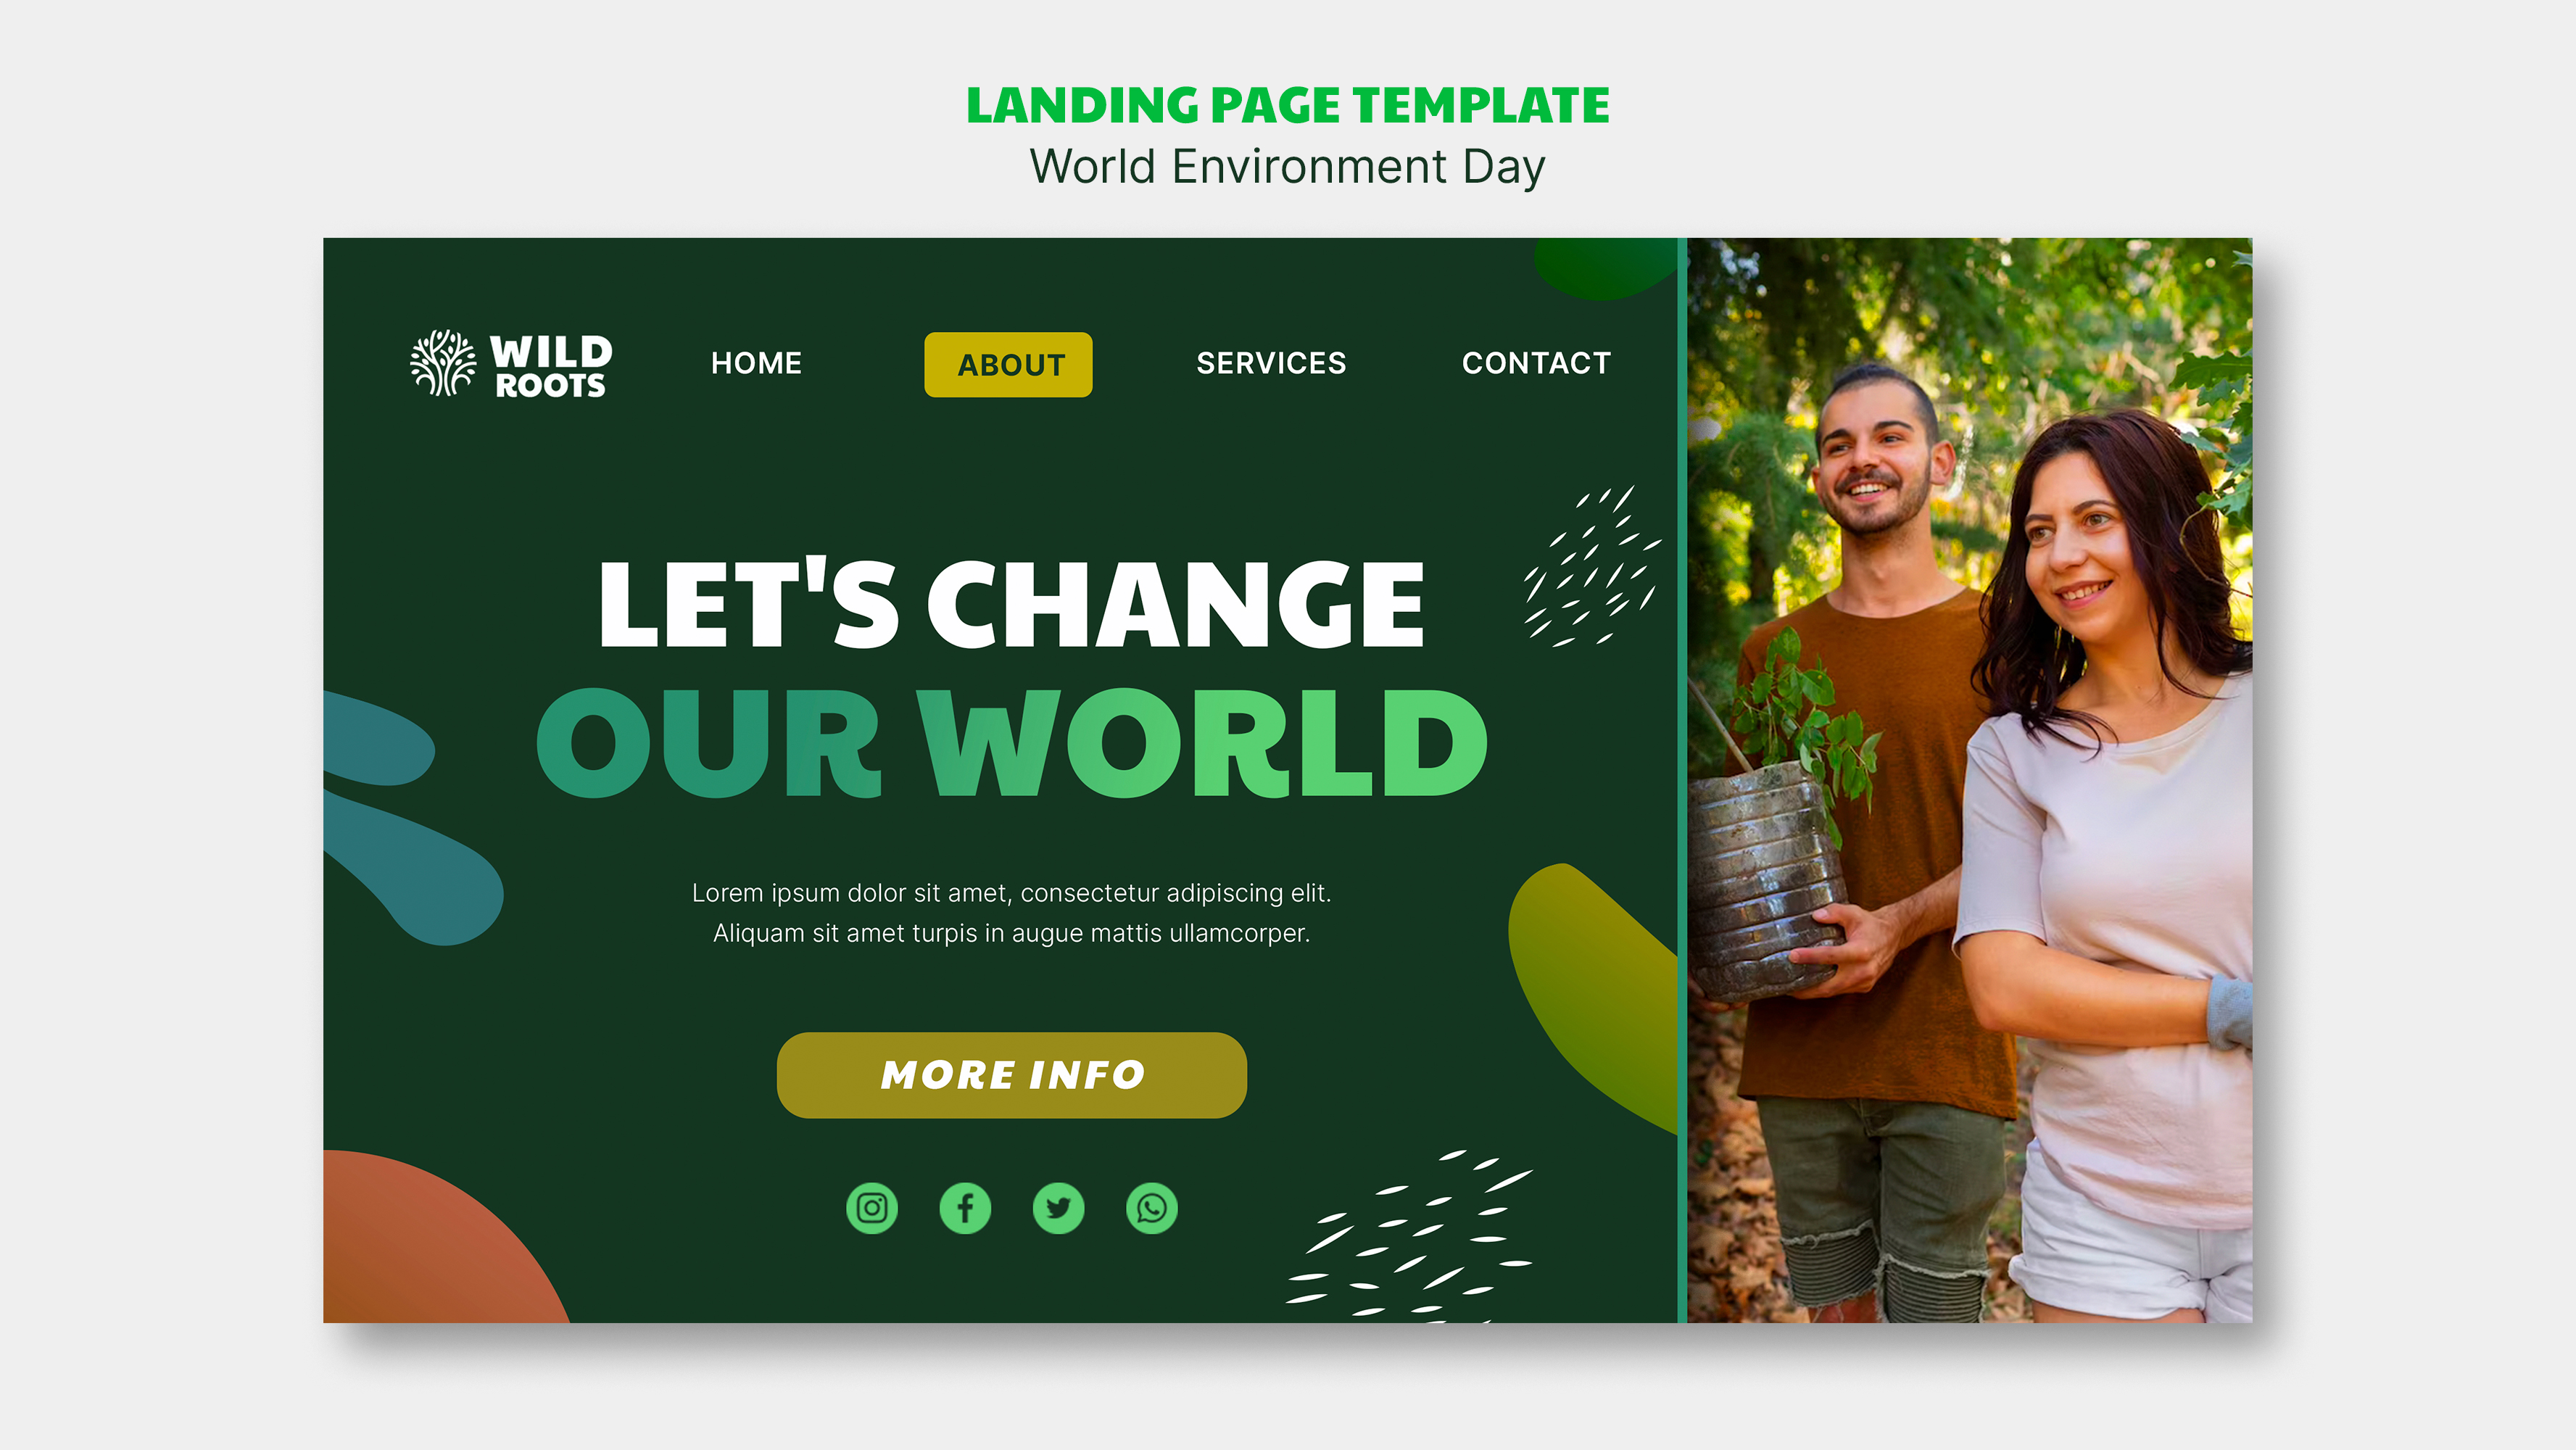 LANDING PAGE TEMPLATE
World Environment Day
WILD
ROOTS
HOME
ABOUT
SERVICES
CONTACT
LET'S CHANGE
OUR WORLD
Lorem ipsum dolor sit amet, consectetur adipiscing elit.
Aliquam sit amet turpis in augue mattis ullamcorper.
MORE INFO